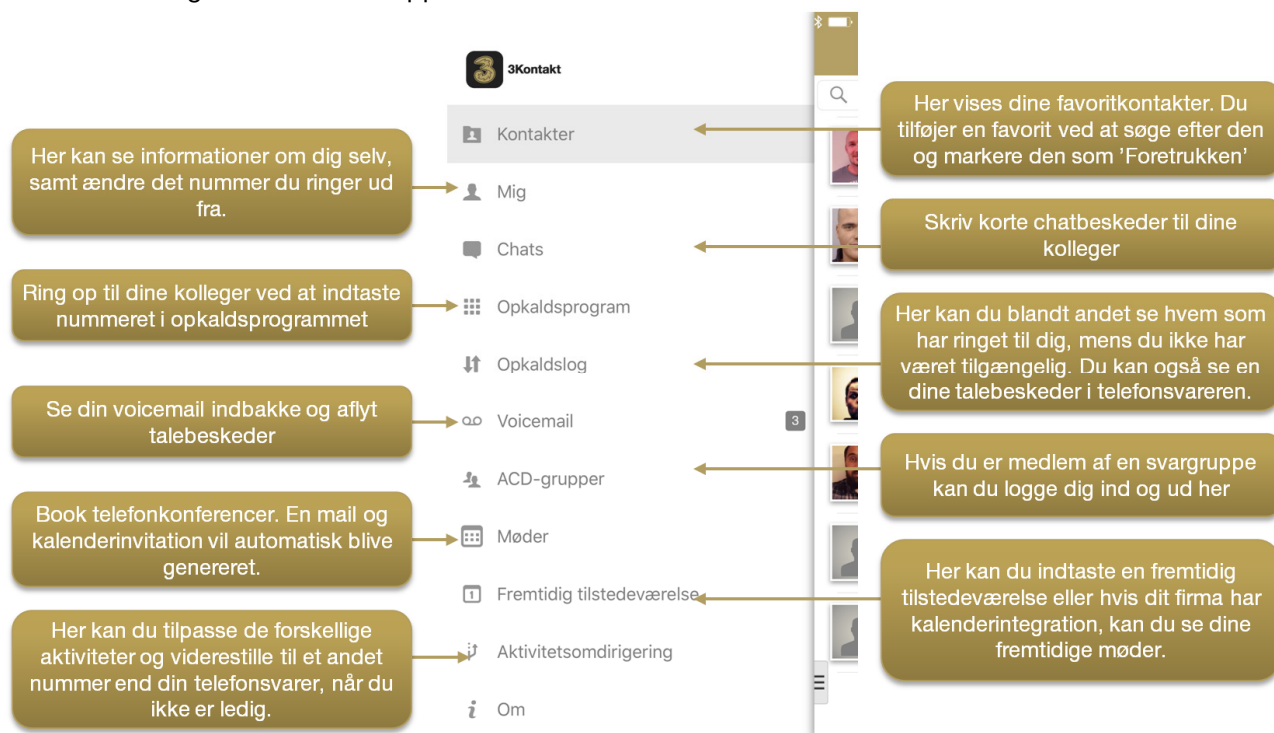 3Kontakt
Kontakter
Mig
Chats
Opkaldsprogram
Opkaldslog
Voicemail
3
ACD-grupper
Møder
1
Fremtidig tilstedeværelse
Aktivitetsomdirigering
Om
Her kan se informationer om dig selv,
samt ændre det nummer du ringer ud
fra.
Ring op til dine kolleger ved at indtaste
nummeret i opkaldsprogrammet
Se din voicemail indbakke og aflyt
talebeskeder
Book telefonkonferencer. En mail og
kalenderinvitation vil automatisk blive
genereret.
Her kan du tilpasse de forskellige
aktiviteter og viderestille til et andet
nummer end din telefonsvarer, når du
ikke er ledig.
Her vises dine favoritkontakter. Du
tilføjer en favorit ved at søge efter den
og markere den som ’Foretrukken’
Skriv korte chatbeskeder til dine
kolleger
Her kan du blandt andet se hvem som
har ringet til dig, mens du ikke har
været tilgængelig. Du kan også se en
dine talebeskeder i telefonsvareren.
Hvis du er medlem af en svargruppe
kan du logge dig ind og ud her
Her kan du indtaste en fremtidig
tilstedeværelse eller hvis dit firma har
kalenderintegration, kan du se dine
fremtidige møder.